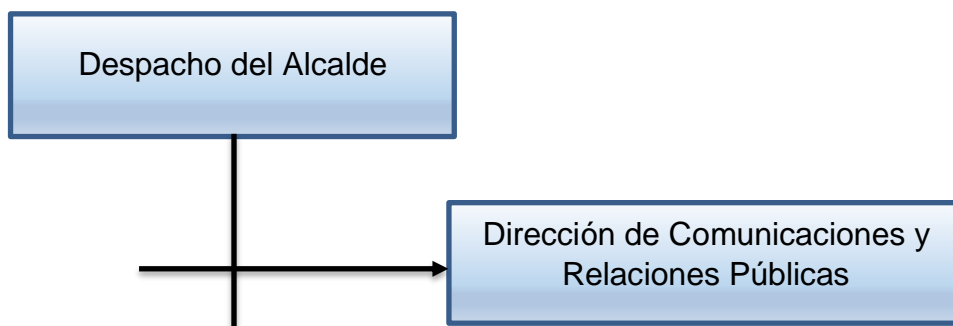 Despacho del Alcalde
Dirección de Comunicaciones y
Relaciones Públicas